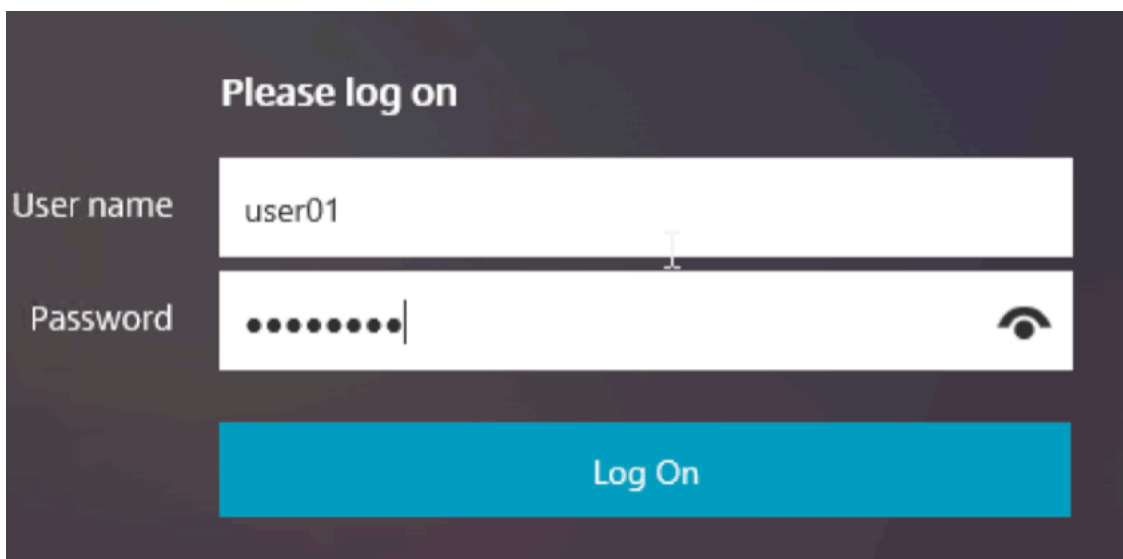 Please log on
User name
user01
Password
••••••••
Log On